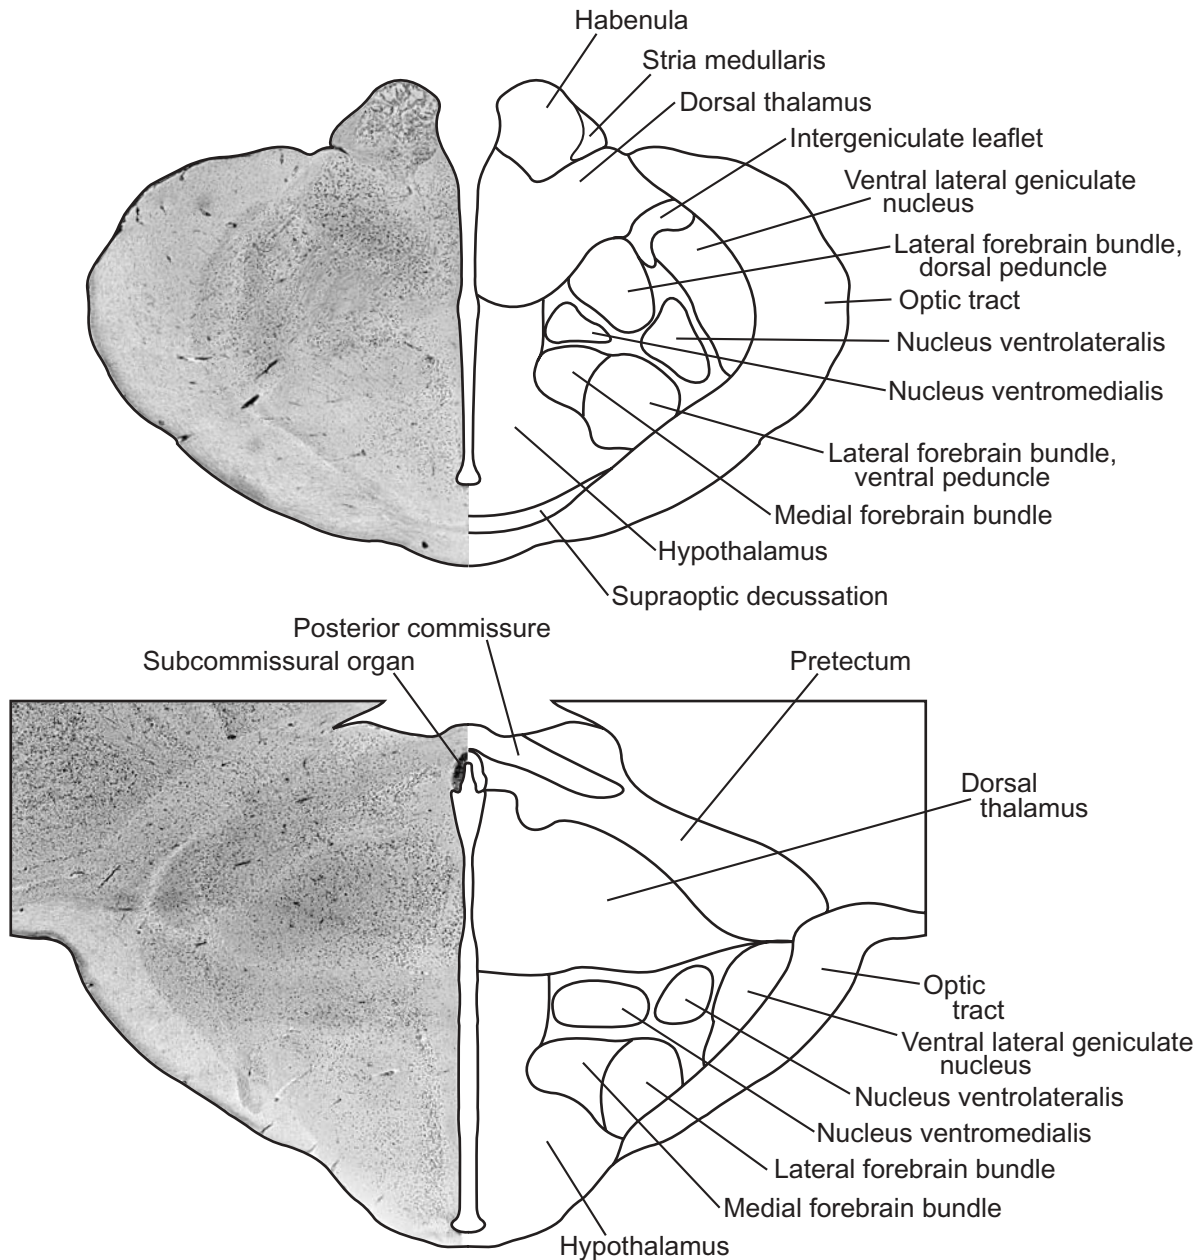 Habenula
Stria medullaris
Dorsal thalamus
Intergeniculate leaflet
Ventral lateral geniculate
nucleus
Lateral forebrain bundle,
dorsal peduncle
Optic tract
Nucleus ventrolateralis
Nucleus ventromedialis
Lateral forebrain bundle,
ventral peduncle
Medial forebrain bundle
Hypothalamus
Supraoptic decussation
Posterior commissure
Subcommissural organ
Pretectum
Dorsal
thalamus
Optic
tract
Ventral lateral geniculate
nucleus
Nucleus ventrolateralis
Nucleus ventromedialis
Lateral forebrain bundle
Medial forebrain bundle
Hypothalamus